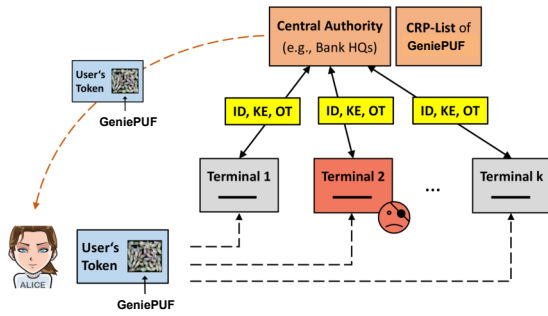 Central Authority
(e.g., Bank HQs)
CRP-List of
GeniePUF
User's
Token
GeniePUF
ID, KE, OT
ID, KE, OT
ID, KE, OT
Terminal 1
Terminal 2
...
Terminal k
User's
Token
ALICE
GeniePUF